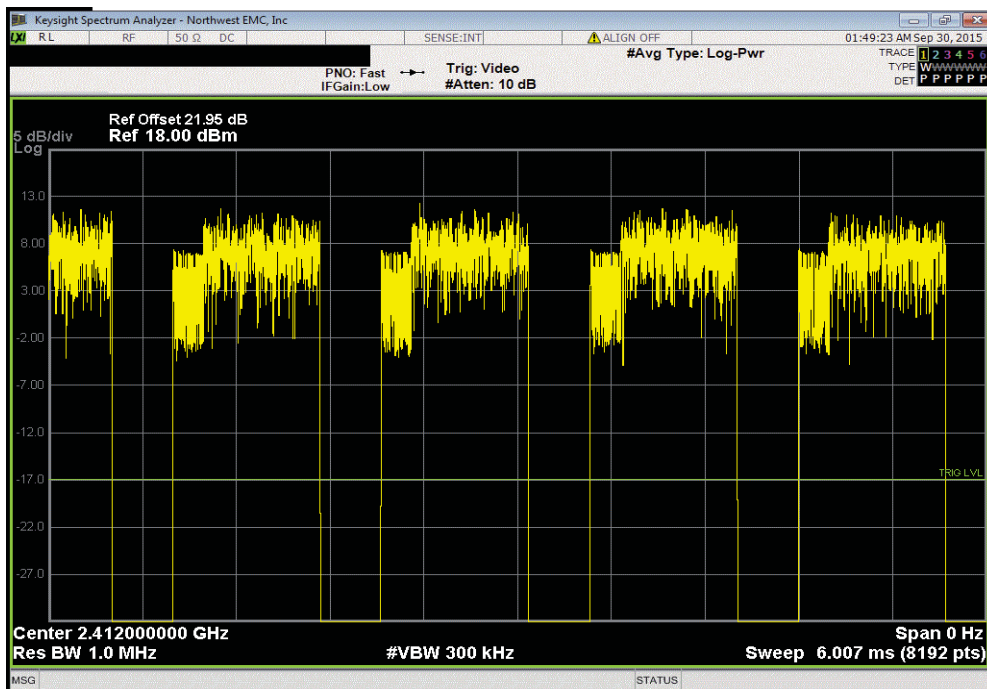 Keysight Spectrum Analyzer - Northwest EMC, Inc
LXI RL RF 50 Ω DC SENSE:INT ALIGN OFF 01:49:23 AM Sep 30, 2015
#Avg Type: Log-Pwr
TRACE 1 2 3 4 5 6
TYPE WWWWWW
DET P P P P P P
PNO: Fast Trig: Video
IFGain:Low #Atten: 10 dB
Ref Offset 21.95 dB
5 dB/div Ref 18.00 dBm
Log
13.0
8.00
3.00
-2.00
-7.00
-12.0
-17.0
TRIG LVL
-22.0
-27.0
Center 2.412000000 GHz Span 0 Hz
Res BW 1.0 MHz #VBW 300 kHz Sweep 6.007 ms (8192 pts)
MSG STATUS